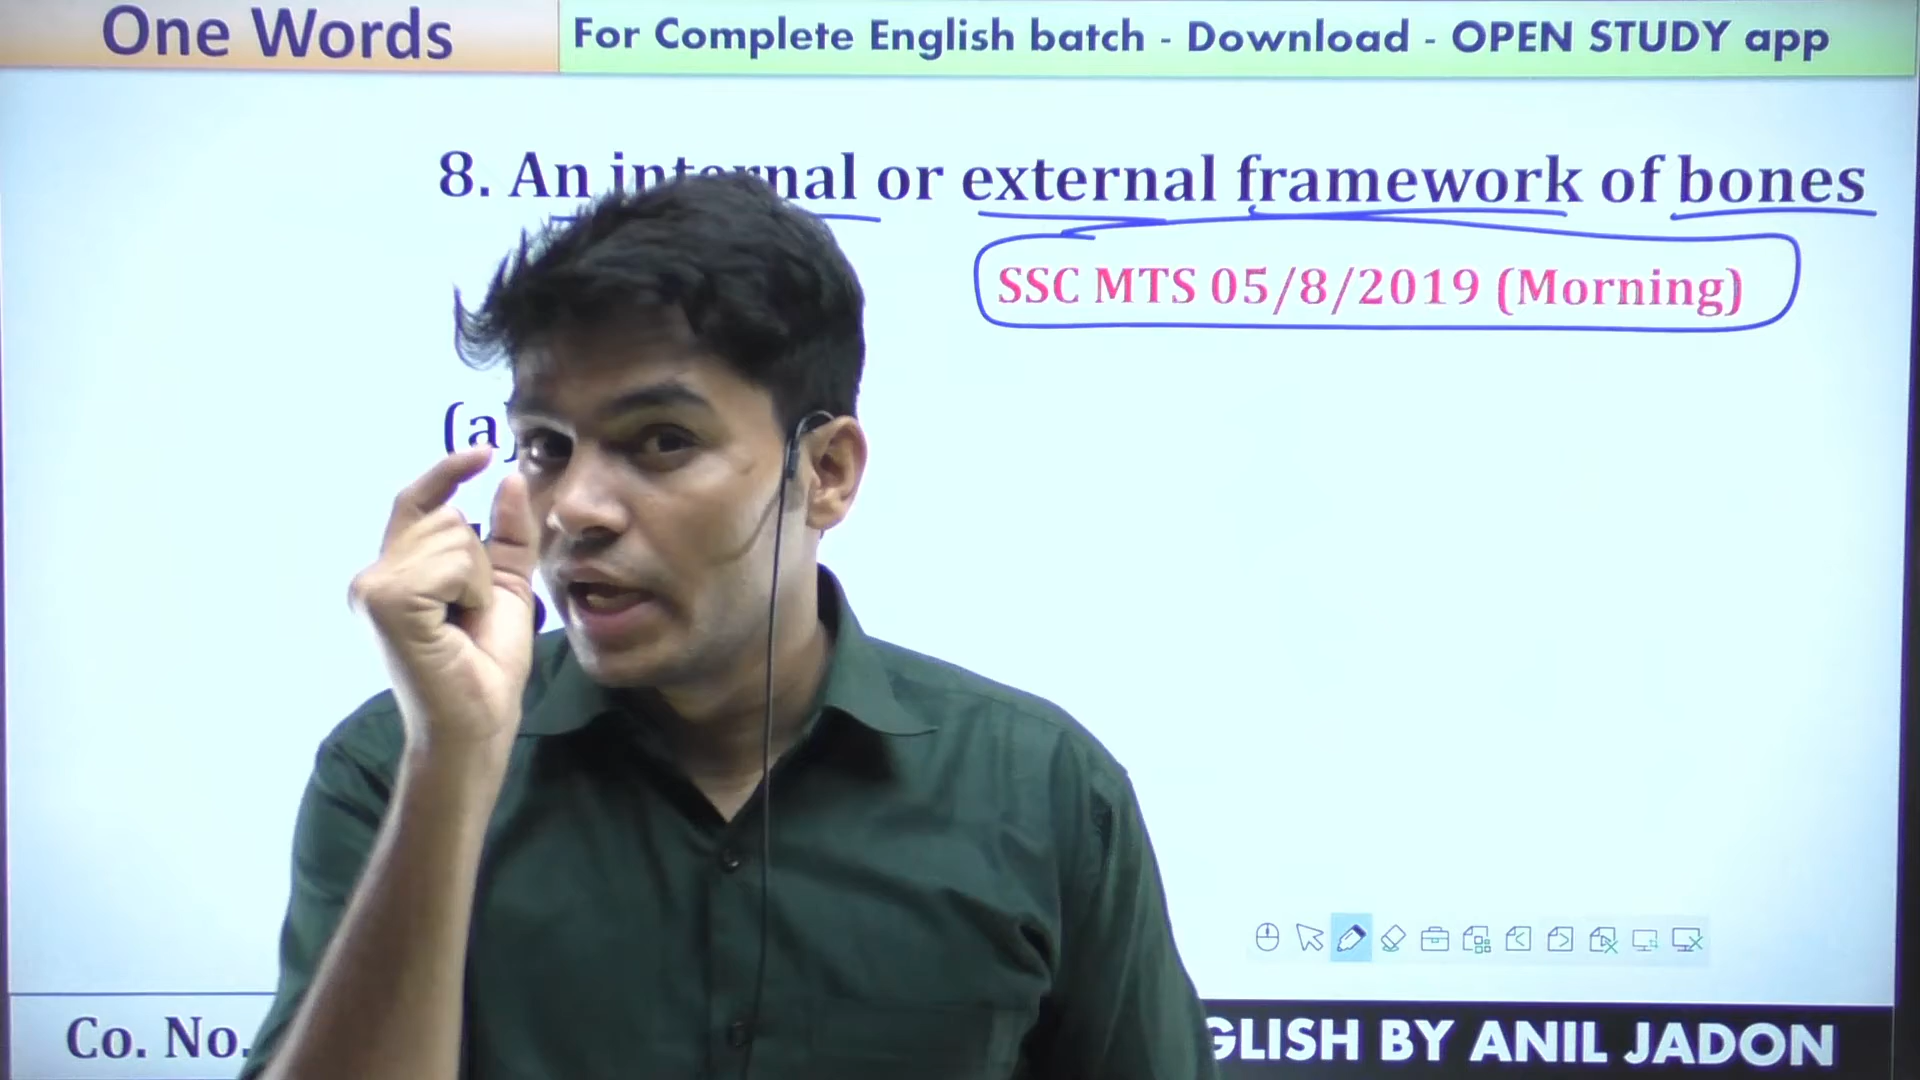 One Words
For Complete English batch - Download - OPEN STUDY app
8. An internal or external framework of bones
SSC MTS 05/8/2019 (Morning)
(a)
Co. No.
GLISH BY ANIL JADON